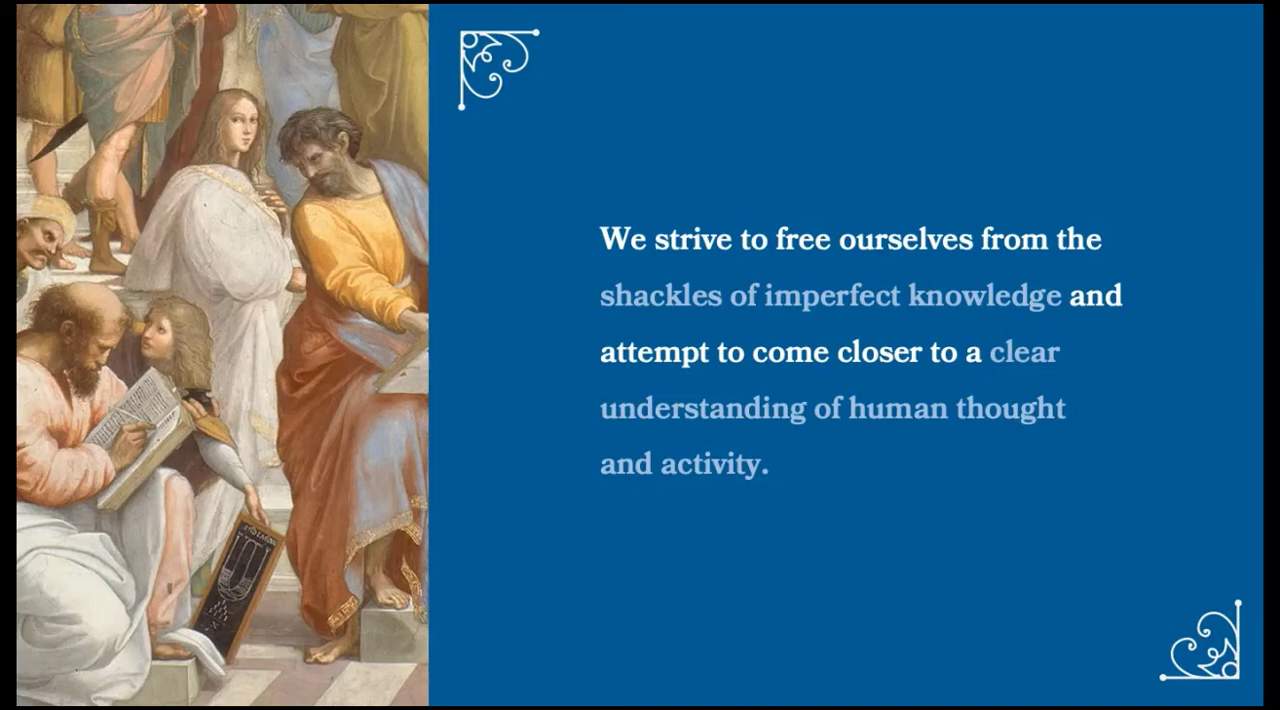 We strive to free ourselves from the
shackles of imperfect knowledge and
attempt to come closer to a clear
understanding of human thought
and activity.